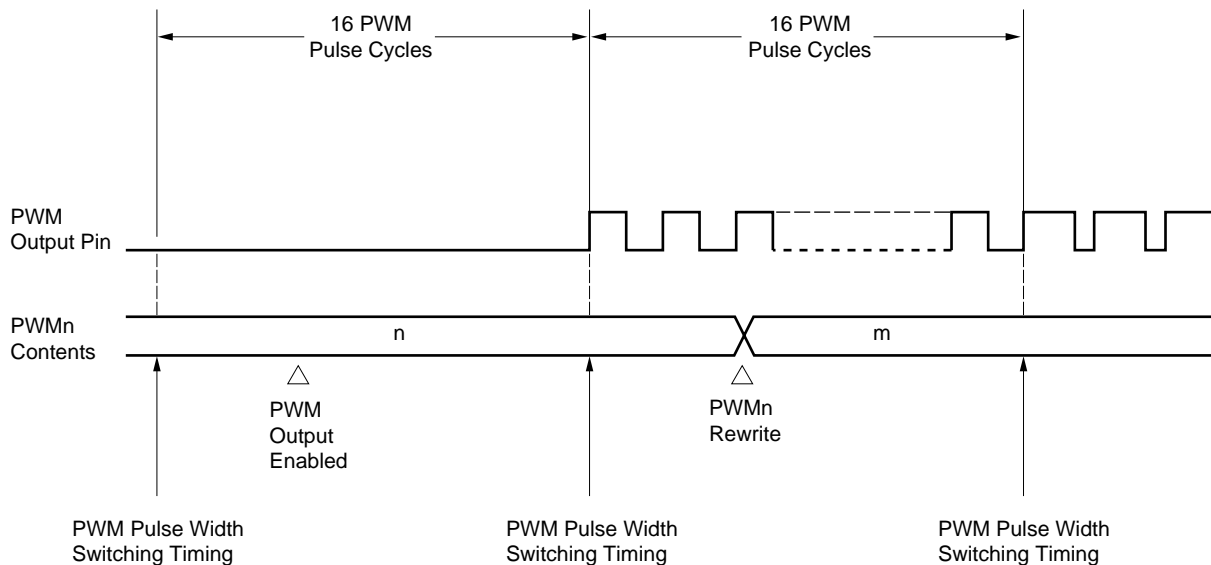 16 PWM
Pulse Cycles
16 PWM
Pulse Cycles
PWM
Output Pin
PWMn
Contents
n
m
PWM
Output
Enabled
PWMn
Rewrite
PWM Pulse Width
Switching Timing
PWM Pulse Width
Switching Timing
PWM Pulse Width
Switching Timing